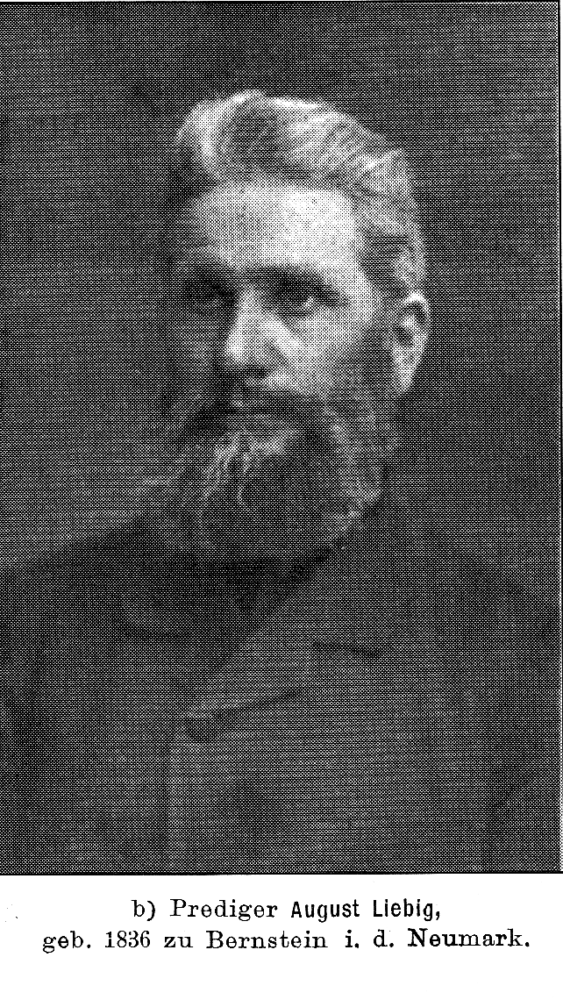 b) Prediger August Liebig,
geb. 1836 zu Bernstein i. d. Neumark.